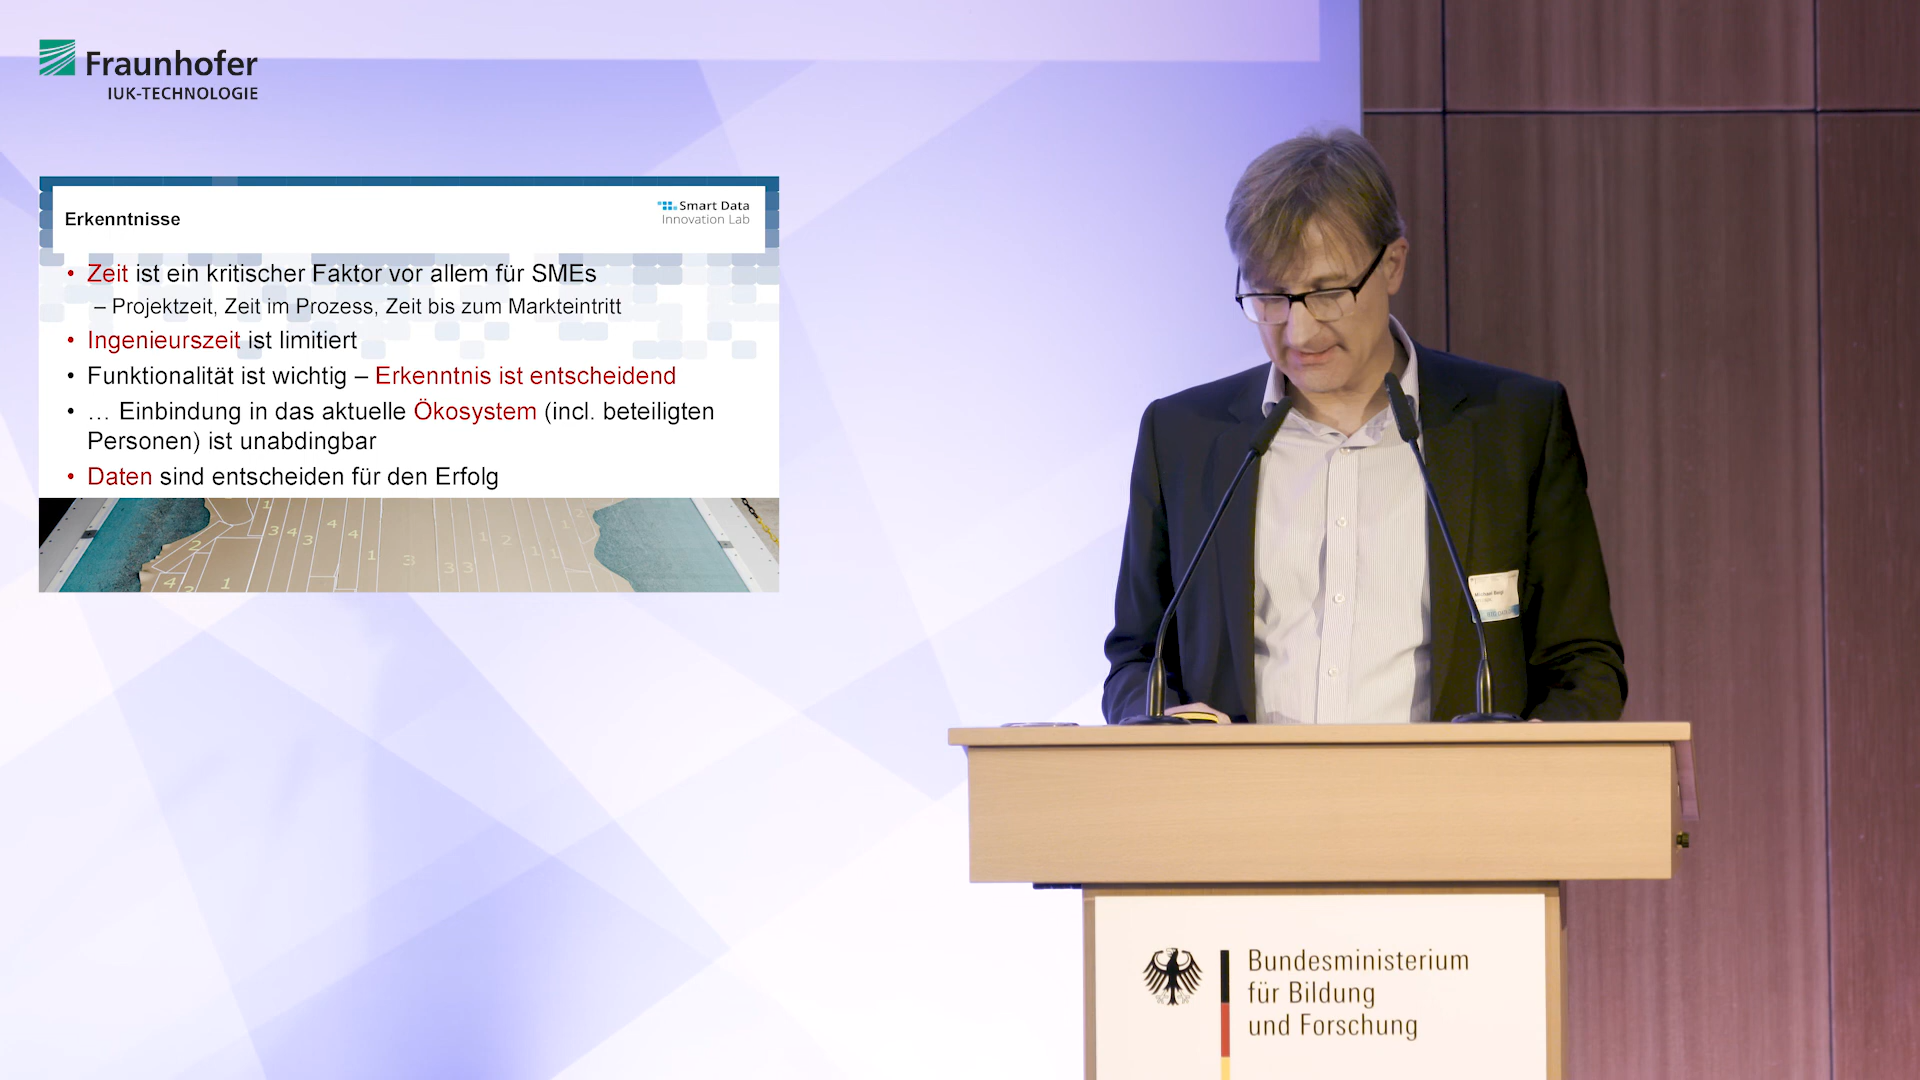 Fraunhofer
IUK-TECHNOLOGIE
Erkenntnisse
Smart Data
Innovation Lab
• Zeit ist ein kritischer Faktor vor allem für SMEs
– Projektzeit, Zeit im Prozess, Zeit bis zum Markteintritt
• Ingenieurszeit ist limitiert
• Funktionalität ist wichtig – Erkenntnis ist entscheidend
• … Einbindung in das aktuelle Ökosystem (incl. beteiligten
Personen) ist unabdingbar
• Daten sind entscheiden für den Erfolg
Michael
Bundesministerium
für Bildung
und Forschung